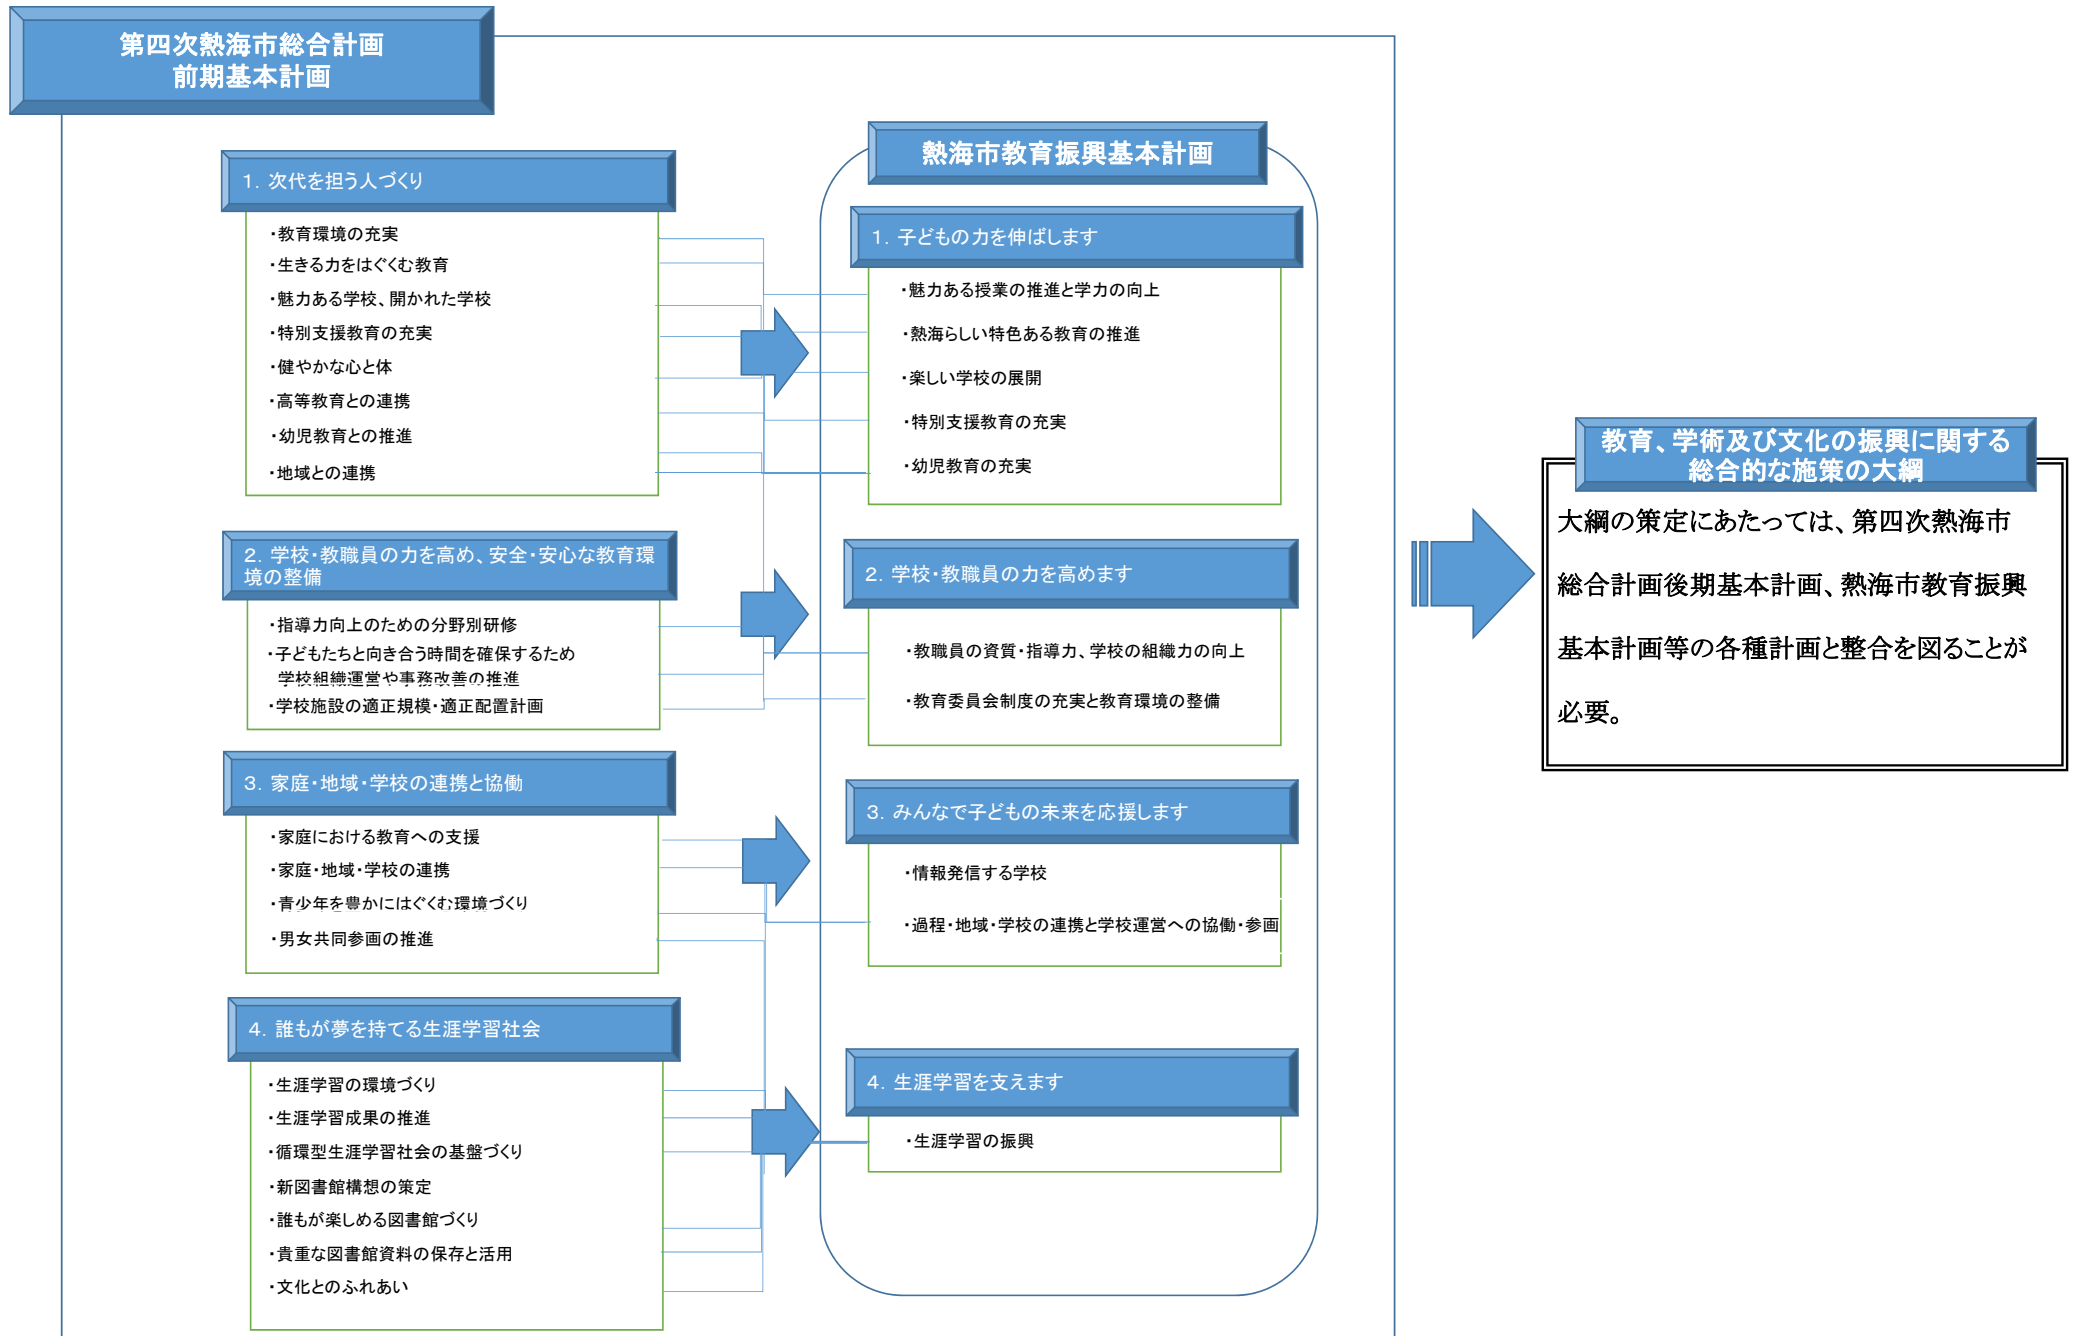 第四次熱海市総合計画
前期基本計画
1．次代を担う人づくり
・教育環境の充実
・生きる力をはぐくむ教育
・魅力ある学校、開かれた学校
・特別支援教育の充実
・健やかな心と体
・高等教育との連携
・幼児教育との推進
・地域との連携
2．学校・教職員の力を高め、安全・安心な教育環
境の整備
・指導力向上のための分野別研修
・子どもたちと向き合う時間を確保するため
学校組織運営や事務改善の推進
・学校施設の適正規模・適正配置計画
3．家庭・地域・学校の連携と協働
・家庭における教育への支援
・家庭・地域・学校の連携
・青少年を豊かにはぐくむ環境づくり
・男女共同参画の推進
4．誰もが夢を持てる生涯学習社会
・生涯学習の環境づくり
・生涯学習成果の推進
・循環型生涯学習社会の基盤づくり
・新図書館構想の策定
・誰もが楽しめる図書館づくり
・貴重な図書館資料の保存と活用
・文化とのふれあい
熱海市教育振興基本計画
1．子どもの力を伸ばします
・魅力ある授業の推進と学力の向上
・熱海らしい特色ある教育の推進
・楽しい学校の展開
・特別支援教育の充実
・幼児教育の充実
2．学校・教職員の力を高めます
・教職員の資質・指導力、学校の組織力の向上
・教育委員会制度の充実と教育環境の整備
3．みんなで子どもの未来を応援します
・情報発信する学校
・過程・地域・学校の連携と学校運営への協働・参画
4．生涯学習を支えます
・生涯学習の振興
教育、学術及び文化の振興に関する
総合的な施策の大綱
大綱の策定にあたっては、第四次熱海市
総合計画後期基本計画、熱海市教育振興
基本計画等の各種計画と整合を図ることが
必要。